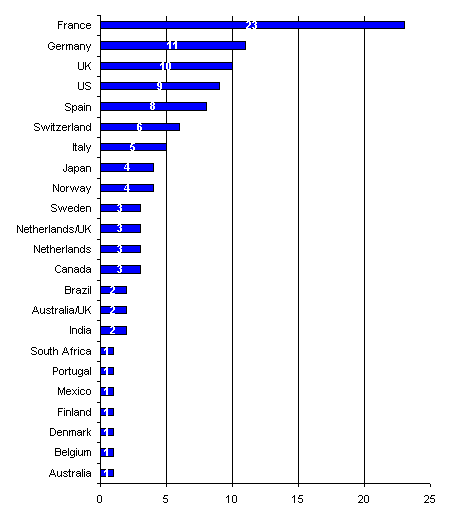 France 23
Germany 11
UK 10
US 9
Spain 8
Switzerland 6
Italy 5
Japan 4
Norway 4
Sweden 3
Netherlands/UK 3
Netherlands 3
Canada 3
Brazil 2
Australia/UK 2
India 2
South Africa 1
Portugal 1
Mexico 1
Finland 1
Denmark 1
Belgium 1
Australia 1
0 5 10 15 20 25